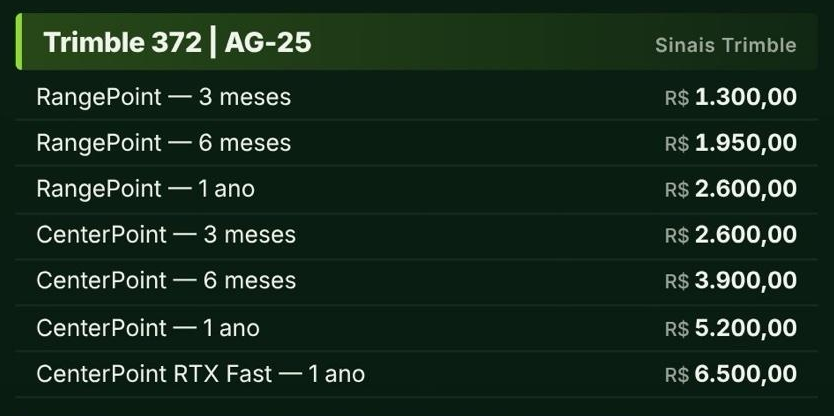 Trimble 372 | AG-25 Sinais Trimble
RangePoint — 3 meses R$ 1.300,00
RangePoint — 6 meses R$ 1.950,00
RangePoint — 1 ano R$ 2.600,00
CenterPoint — 3 meses R$ 2.600,00
CenterPoint — 6 meses R$ 3.900,00
CenterPoint — 1 ano R$ 5.200,00
CenterPoint RTX Fast — 1 ano R$ 6.500,00